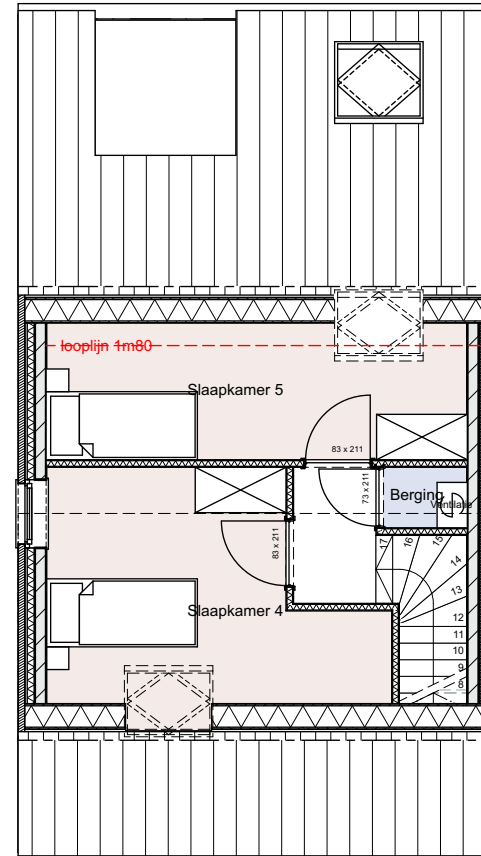 looplijn 1m80
Slaapkamer 5
83 x 211
73 x 211
Berging
Ventilatie
83 x 211
17
16
15
14
13
12
11
10
9
8
Slaapkamer 4